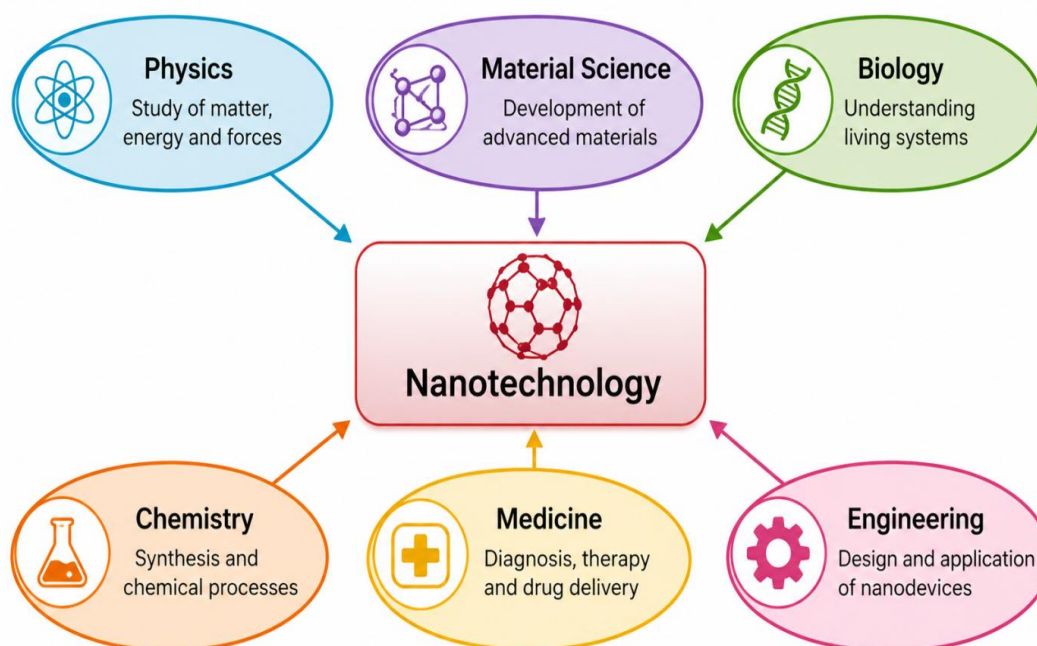 Physics
Study of matter,
energy and forces
Material Science
Development of
advanced materials
Biology
Understanding
living systems
Nanotechnology
Chemistry
Synthesis and
chemical processes
Medicine
Diagnosis, therapy
and drug delivery
Engineering
Design and application
of nanodevices